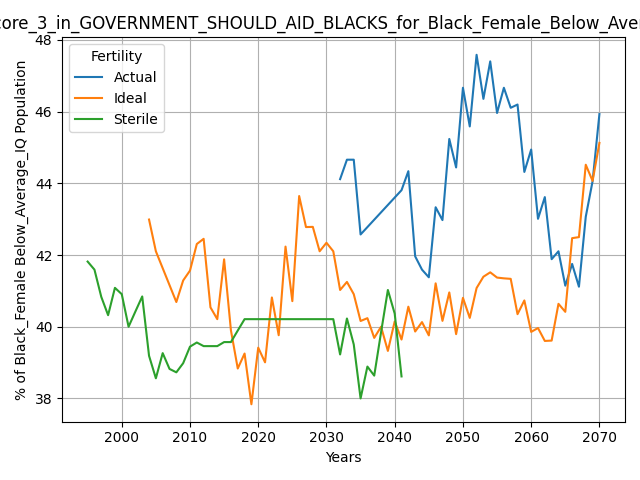 core_3_in_GOVERNMENT_SHOULD_AID_BLACKS_for_Black_Female_Below_Aver
Fertility
Actual
Ideal
Sterile
% of Black_Female Below_Average_IQ Population
48
46
44
42
40
38
2000
2010
2020
2030
2040
2050
2060
2070
Years